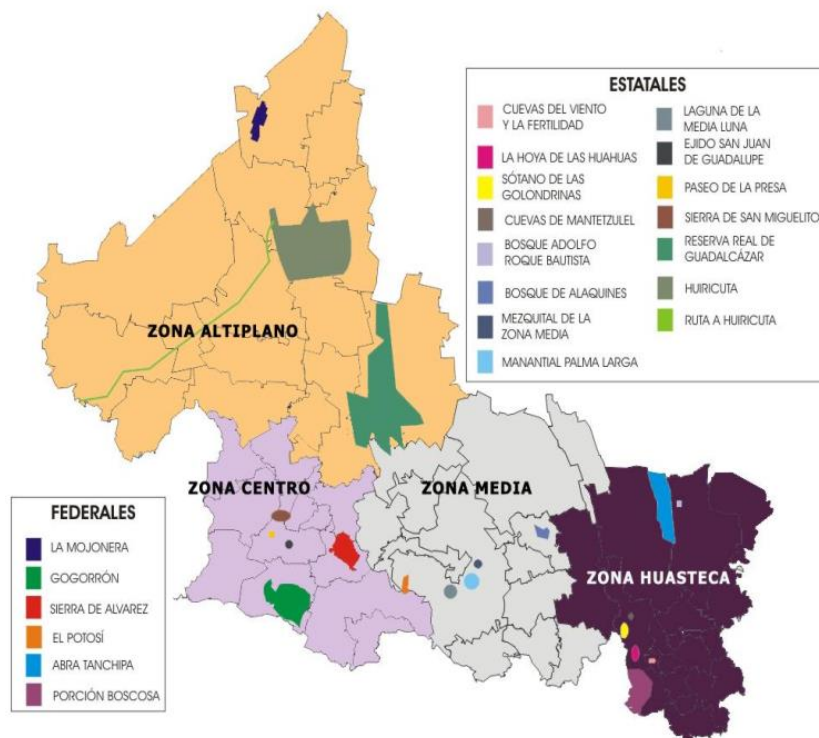 ESTATALES
CUEVAS DEL VIENTO
Y LA FERTILIDAD
LA HOYA DE LAS HUAHUAS
SÓTANO DE LAS
GOLONDRINAS
CUEVAS DE MANTETZULEL
BOSQUE ADOLFO
ROQUE BAUTISTA
BOSQUE DE ALAQUINES
MEZQUITAL DE LA
ZONA MEDIA
MANANTIAL PALMA LARGA
LAGUNA DE LA
MEDIA LUNA
EJIDO SAN JUAN
DE GUADALUPE
PASEO DE LA PRESA
SIERRA DE SAN MIGUELITO
RESERVA REAL DE
GUADALCÁZAR
HUIRICUTA
RUTA A HUIRICUTA
ZONA ALTIPLANO
ZONA CENTRO
ZONA MEDIA
ZONA HUASTECA
FEDERALES
LA MOJONERA
GOGORRÓN
SIERRA DE ALVAREZ
EL POTOSÍ
ABRA TANCHIPA
PORCIÓN BOSCOSA